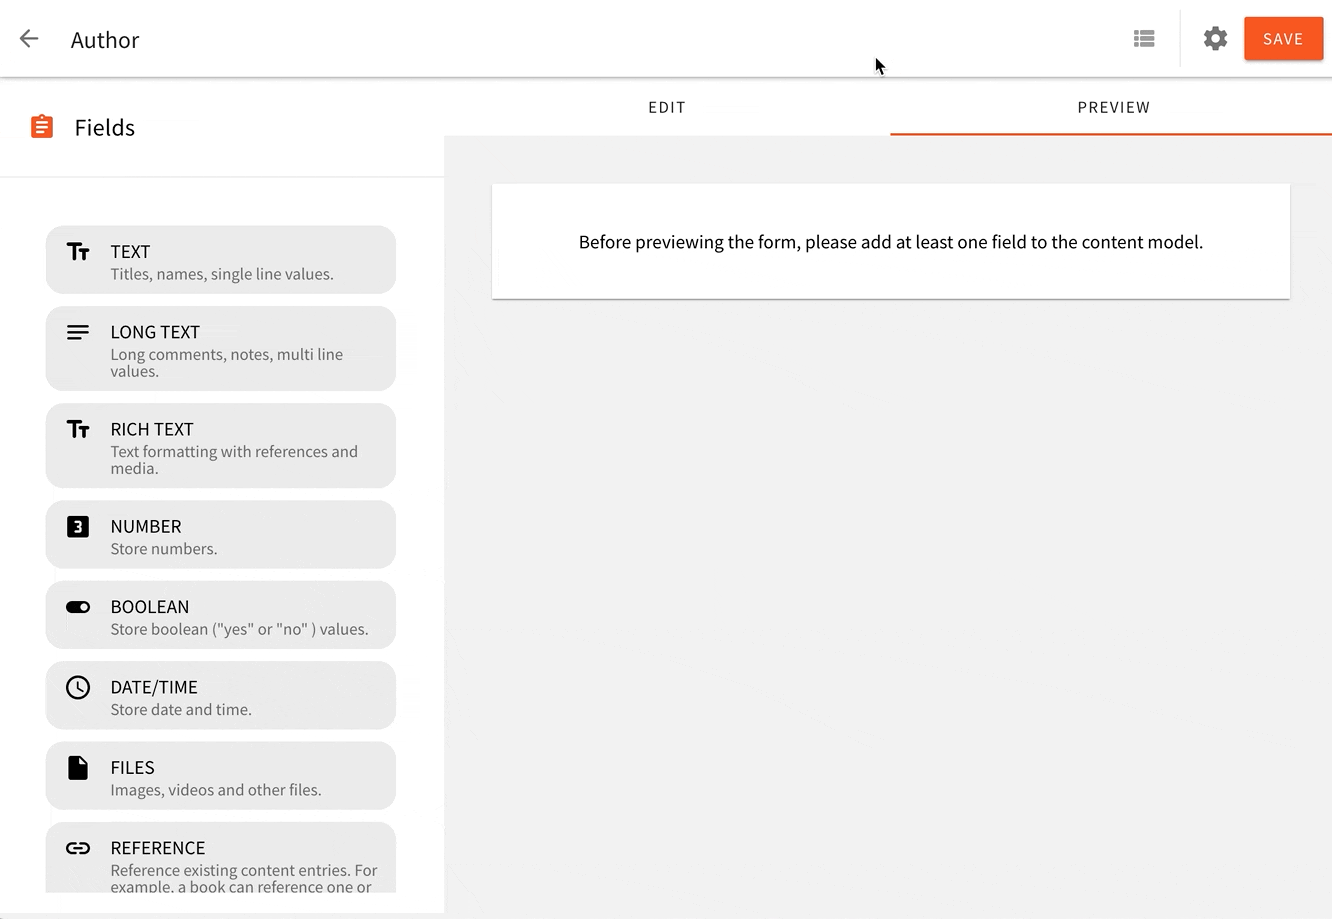 Author
SAVE
Fields
EDIT
PREVIEW
Before previewing the form, please add at least one field to the content model.
TEXT
Titles, names, single line values.
LONG TEXT
Long comments, notes, multi line
values.
RICH TEXT
Text formatting with references and
media.
3
NUMBER
Store numbers.
BOOLEAN
Store boolean ("yes" or "no" ) values.
DATE/TIME
Store date and time.
FILES
Images, videos and other files.
REFERENCE
Reference existing content entries. For
example, a book can reference one or